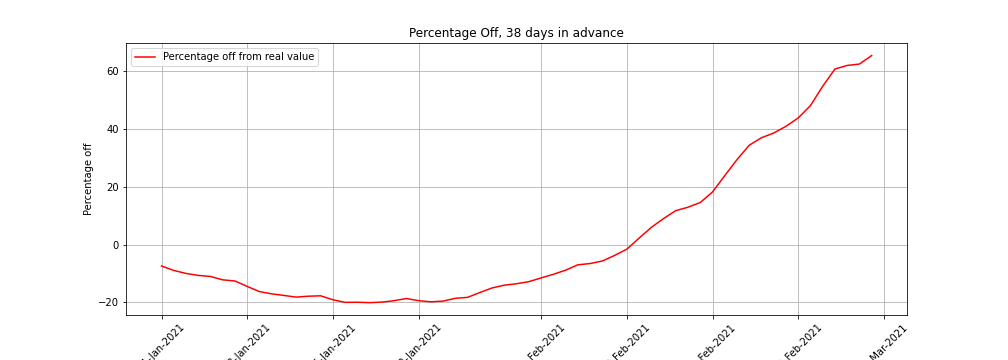 Percentage Off, 38 days in advance
Percentage off from real value
60
40
20
0
−20
Percentage off
-Jan-2021
-Jan-2021
-Jan-2021
-Jan-2021
Feb-2021
-Feb-2021
Feb-2021
-Feb-2021
Mar-2021